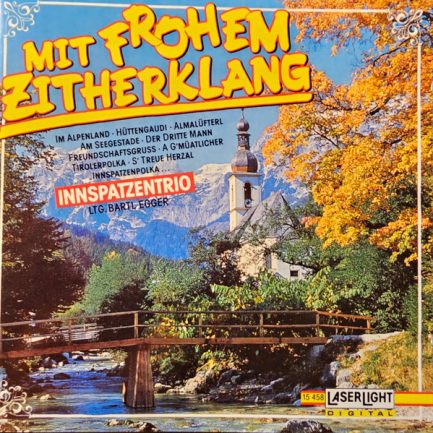 MIT FROHEM
ZITHERKLANG
IM ALPENLAND · HÜTTENGAUDI · ALMALÜFTERL
AM SEEGESTADE · DER DRITTE MANN
FREUNDSCHAFTSGRUSS · A G'MÜATLICHER
TIROLERPOLKA · S' TREUE HERZAL
INNSPATZENPOLKA ...
INNSPATZENTRIO
LTG. BARTL EGGER
15 458
LASERLIGHT
DIGITAL